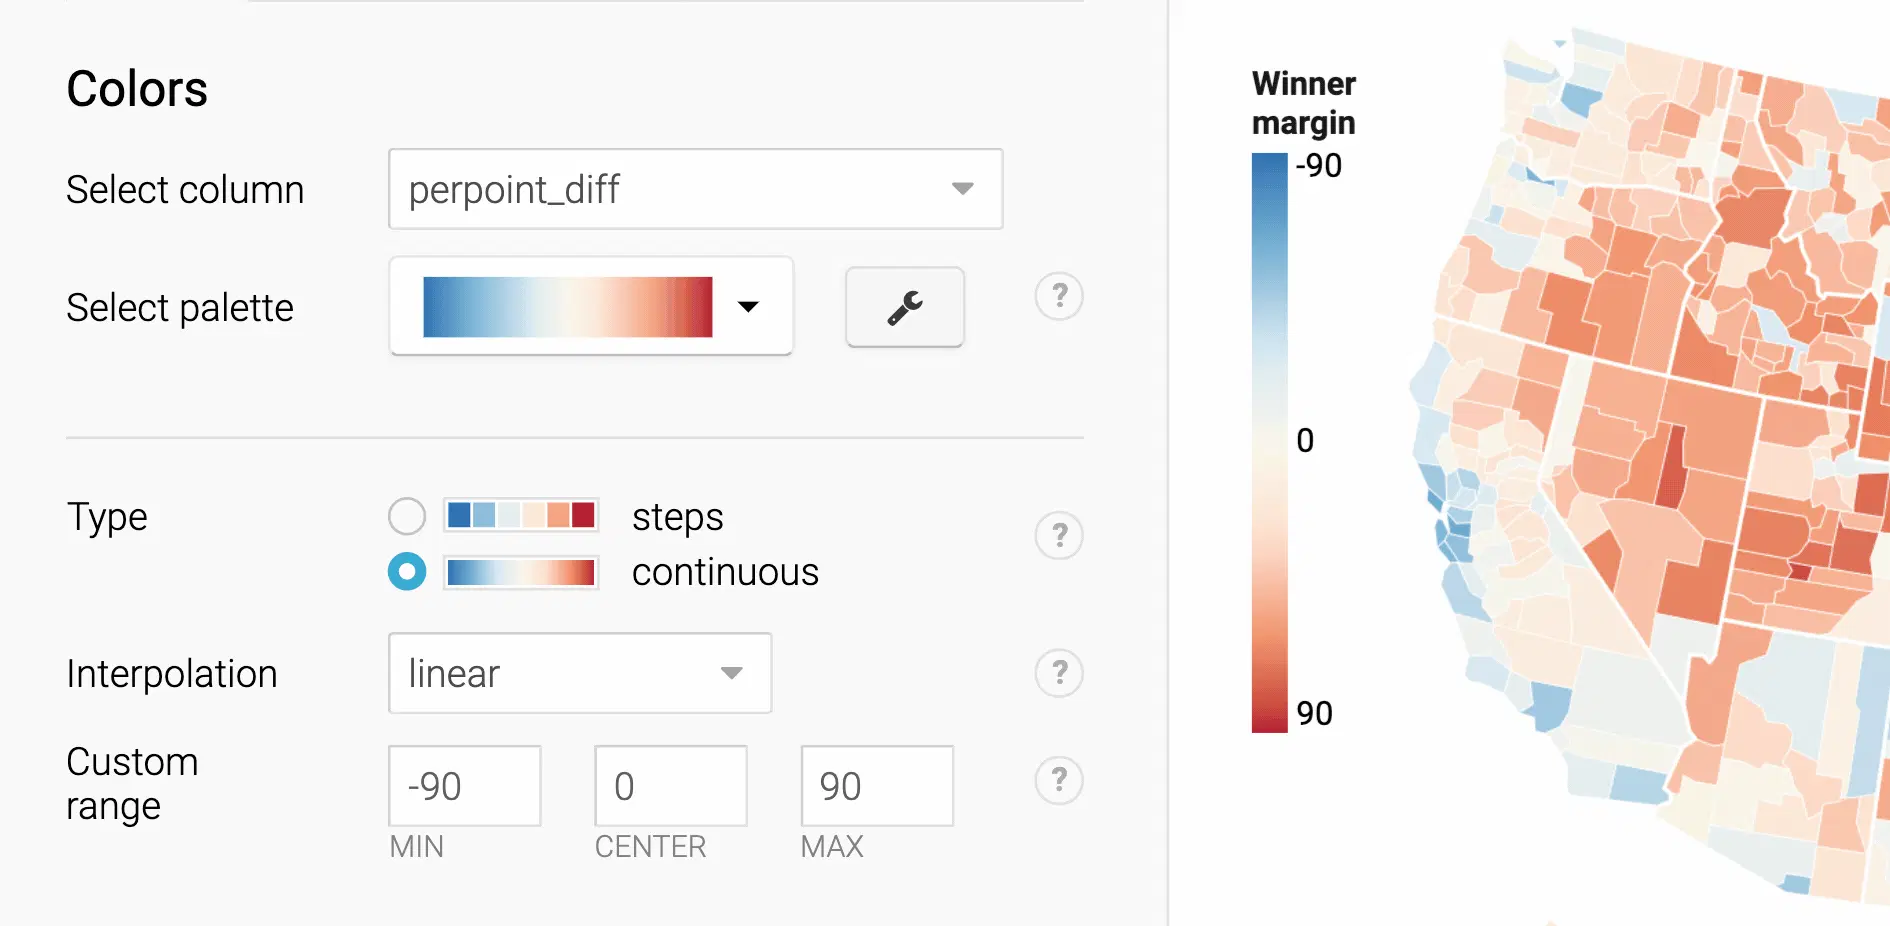 Colors
Select column
perpoint_diff
Select palette
?
Type
steps
continuous
?
Interpolation
linear
?
Custom
range
-90
0
90
?
MIN
CENTER
MAX
Winner
margin
-90
0
90